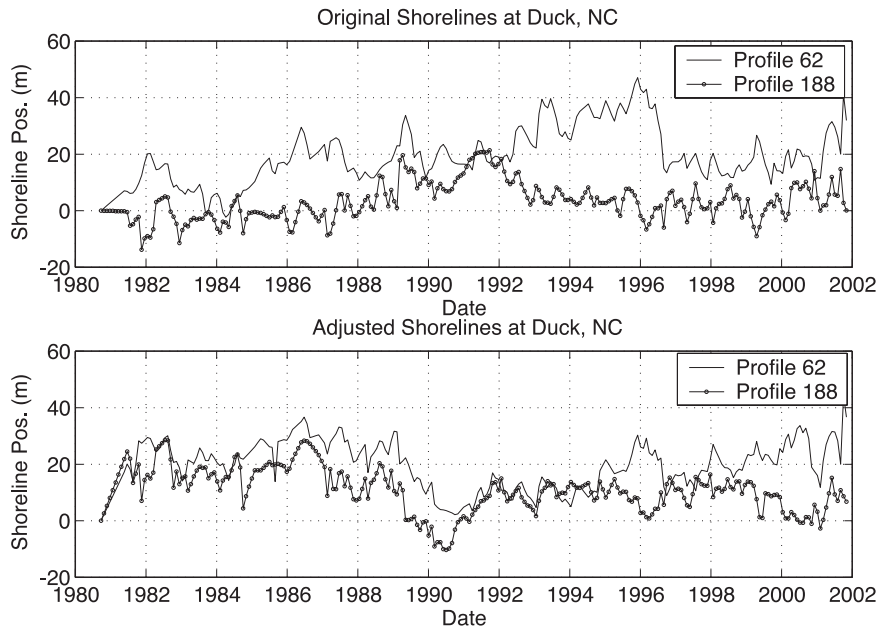 Original Shorelines at Duck, NC
Shoreline Pos. (m)
60
40
20
0
-20
Profile 62
Profile 188
1980 1982 1984 1986 1988 1990 1992 1994 1996 1998 2000 2002
Date
Adjusted Shorelines at Duck, NC
Shoreline Pos. (m)
60
40
20
0
-20
Profile 62
Profile 188
1980 1982 1984 1986 1988 1990 1992 1994 1996 1998 2000 2002
Date